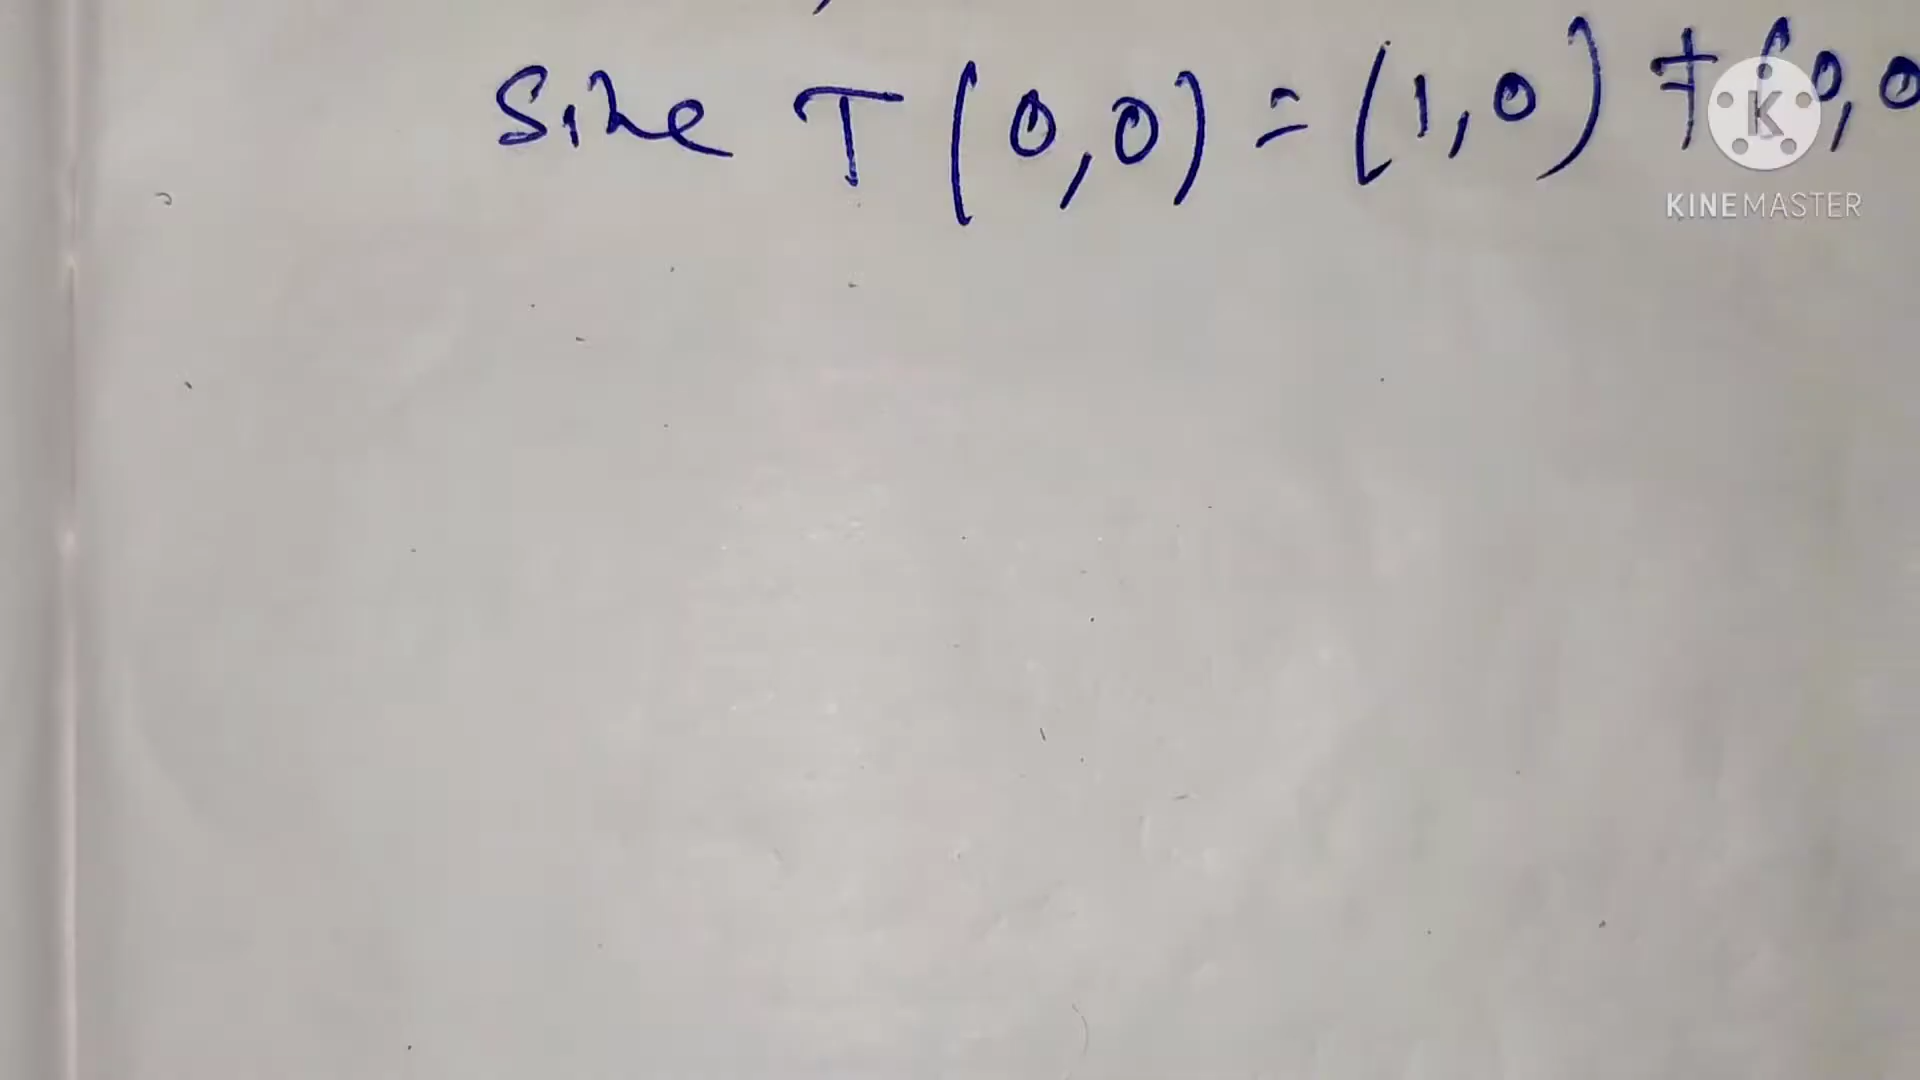 Since T(0,0) = (1,0) ≠ (0,0
K
KINEMASTER